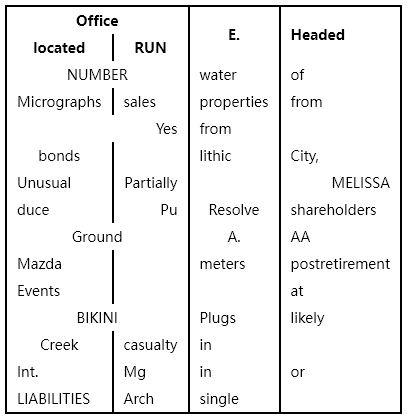 Office E. Headed
located RUN
NUMBER water of
Micrographs sales properties from
Yes from
bonds lithic City,
Unusual Partially MELISSA
duce Pu Resolve shareholders
Ground A. AA
Mazda meters postretirement
Events at
BIKINI Plugs likely
Creek casualty in
Int. Mg in or
LIABILITIES Arch single